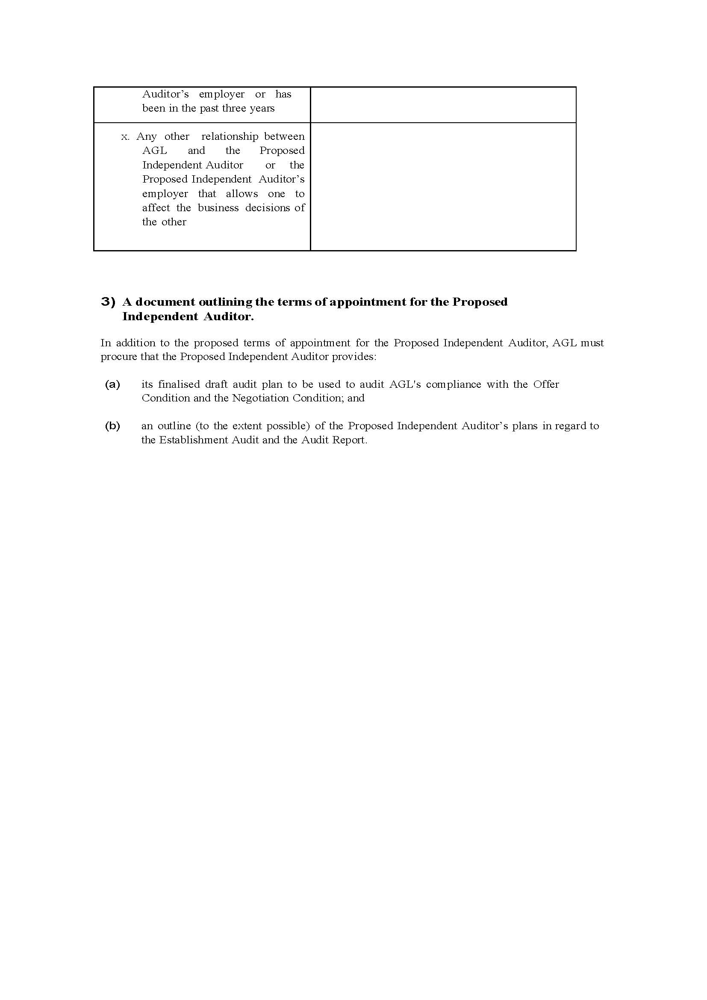 Auditor’s employer or has
been in the past three years
x. Any other relationship between
AGL and the Proposed
Independent Auditor or the
Proposed Independent Auditor’s
employer that allows one to
affect the business decisions of
the other
3) A document outlining the terms of appointment for the Proposed
Independent Auditor.
In addition to the proposed terms of appointment for the Proposed Independent Auditor, AGL must
procure that the Proposed Independent Auditor provides:
(a) its finalised draft audit plan to be used to audit AGL's compliance with the Offer
Condition and the Negotiation Condition; and
(b) an outline (to the extent possible) of the Proposed Independent Auditor’s plans in regard to
the Establishment Audit and the Audit Report.